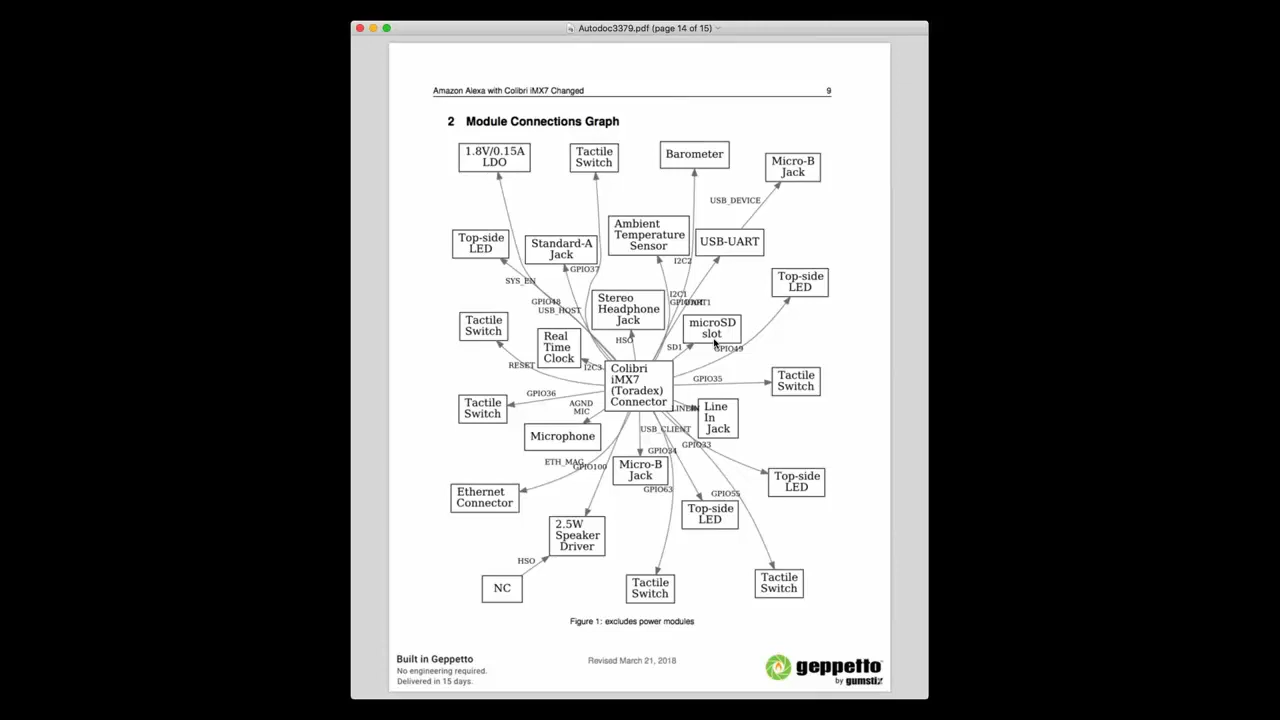 Autodoc3379.pdf (page 14 of 15)
Amazon Alexa with Colibri iMX7 Changed
9
2 Module Connections Graph
1.8V/0.15A
LDO
Tactile
Switch
Barometer
Micro-B
Jack
USB_DEVICE
Top-side
LED
Standard-A
Jack
Ambient
Temperature
Sensor
USB-UART
GPIO37
I2C2
SYS_EN
Top-side
LED
GPIO48
USB_HOST
Stereo
Headphone
Jack
I2C1
UART1
microSD
slot
Tactile
Switch
Real
Time
Clock
HSO
SD1
GPIO49
RESET
I2C3
Colibri
iMX7
(Toradex)
Connector
GPIO35
Tactile
Switch
GPIO36
Tactile
Switch
AGND
MIC
Line
In
Jack
Microphone
USB_CLIENT
GPIO33
ETH_MAG
GPIO100
GPIO34
Micro-B
Jack
Top-side
LED
Ethernet
Connector
GPIO63
GPIO55
Top-side
LED
2.5W
Speaker
Driver
HSO
NC
Tactile
Switch
Tactile
Switch
Figure 1: excludes power modules
Built in Geppetto
No engineering required.
Delivered in 15 days.
Revised March 21, 2018
geppetto
by gumstix